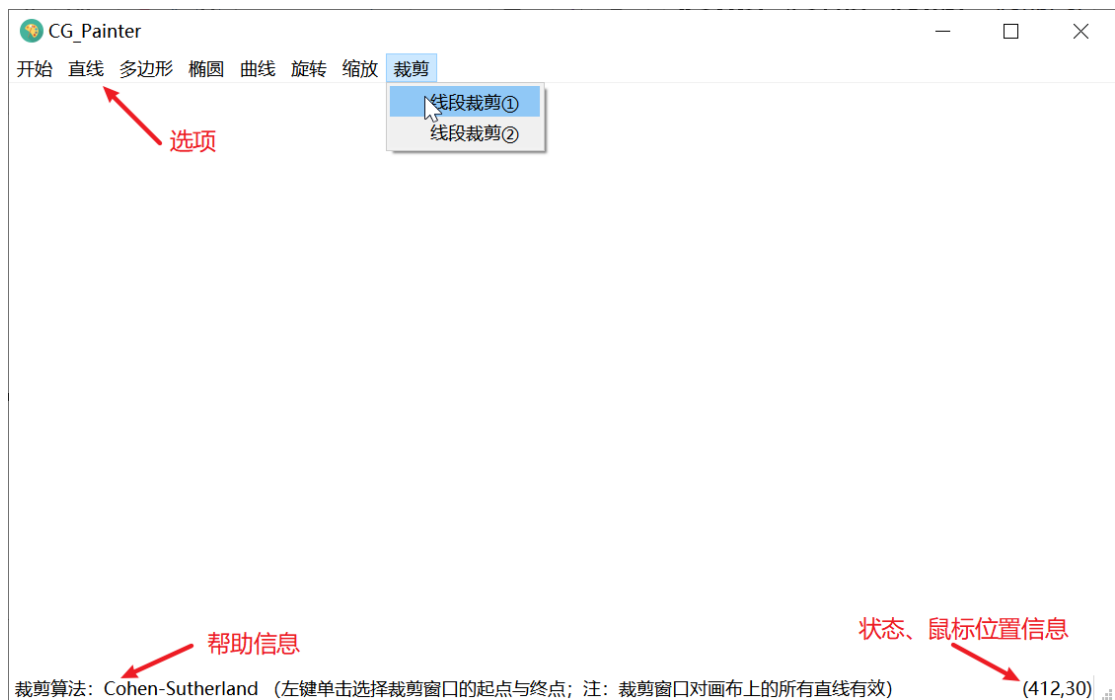 CG_Painter
开始 直线 多边形 椭圆 曲线 旋转 缩放 裁剪
线段裁剪①
线段裁剪②
选项
帮助信息
状态、鼠标位置信息
裁剪算法：Cohen-Sutherland （左键单击选择裁剪窗口的起点与终点；注：裁剪窗口对画布上的所有直线有效） (412,30)